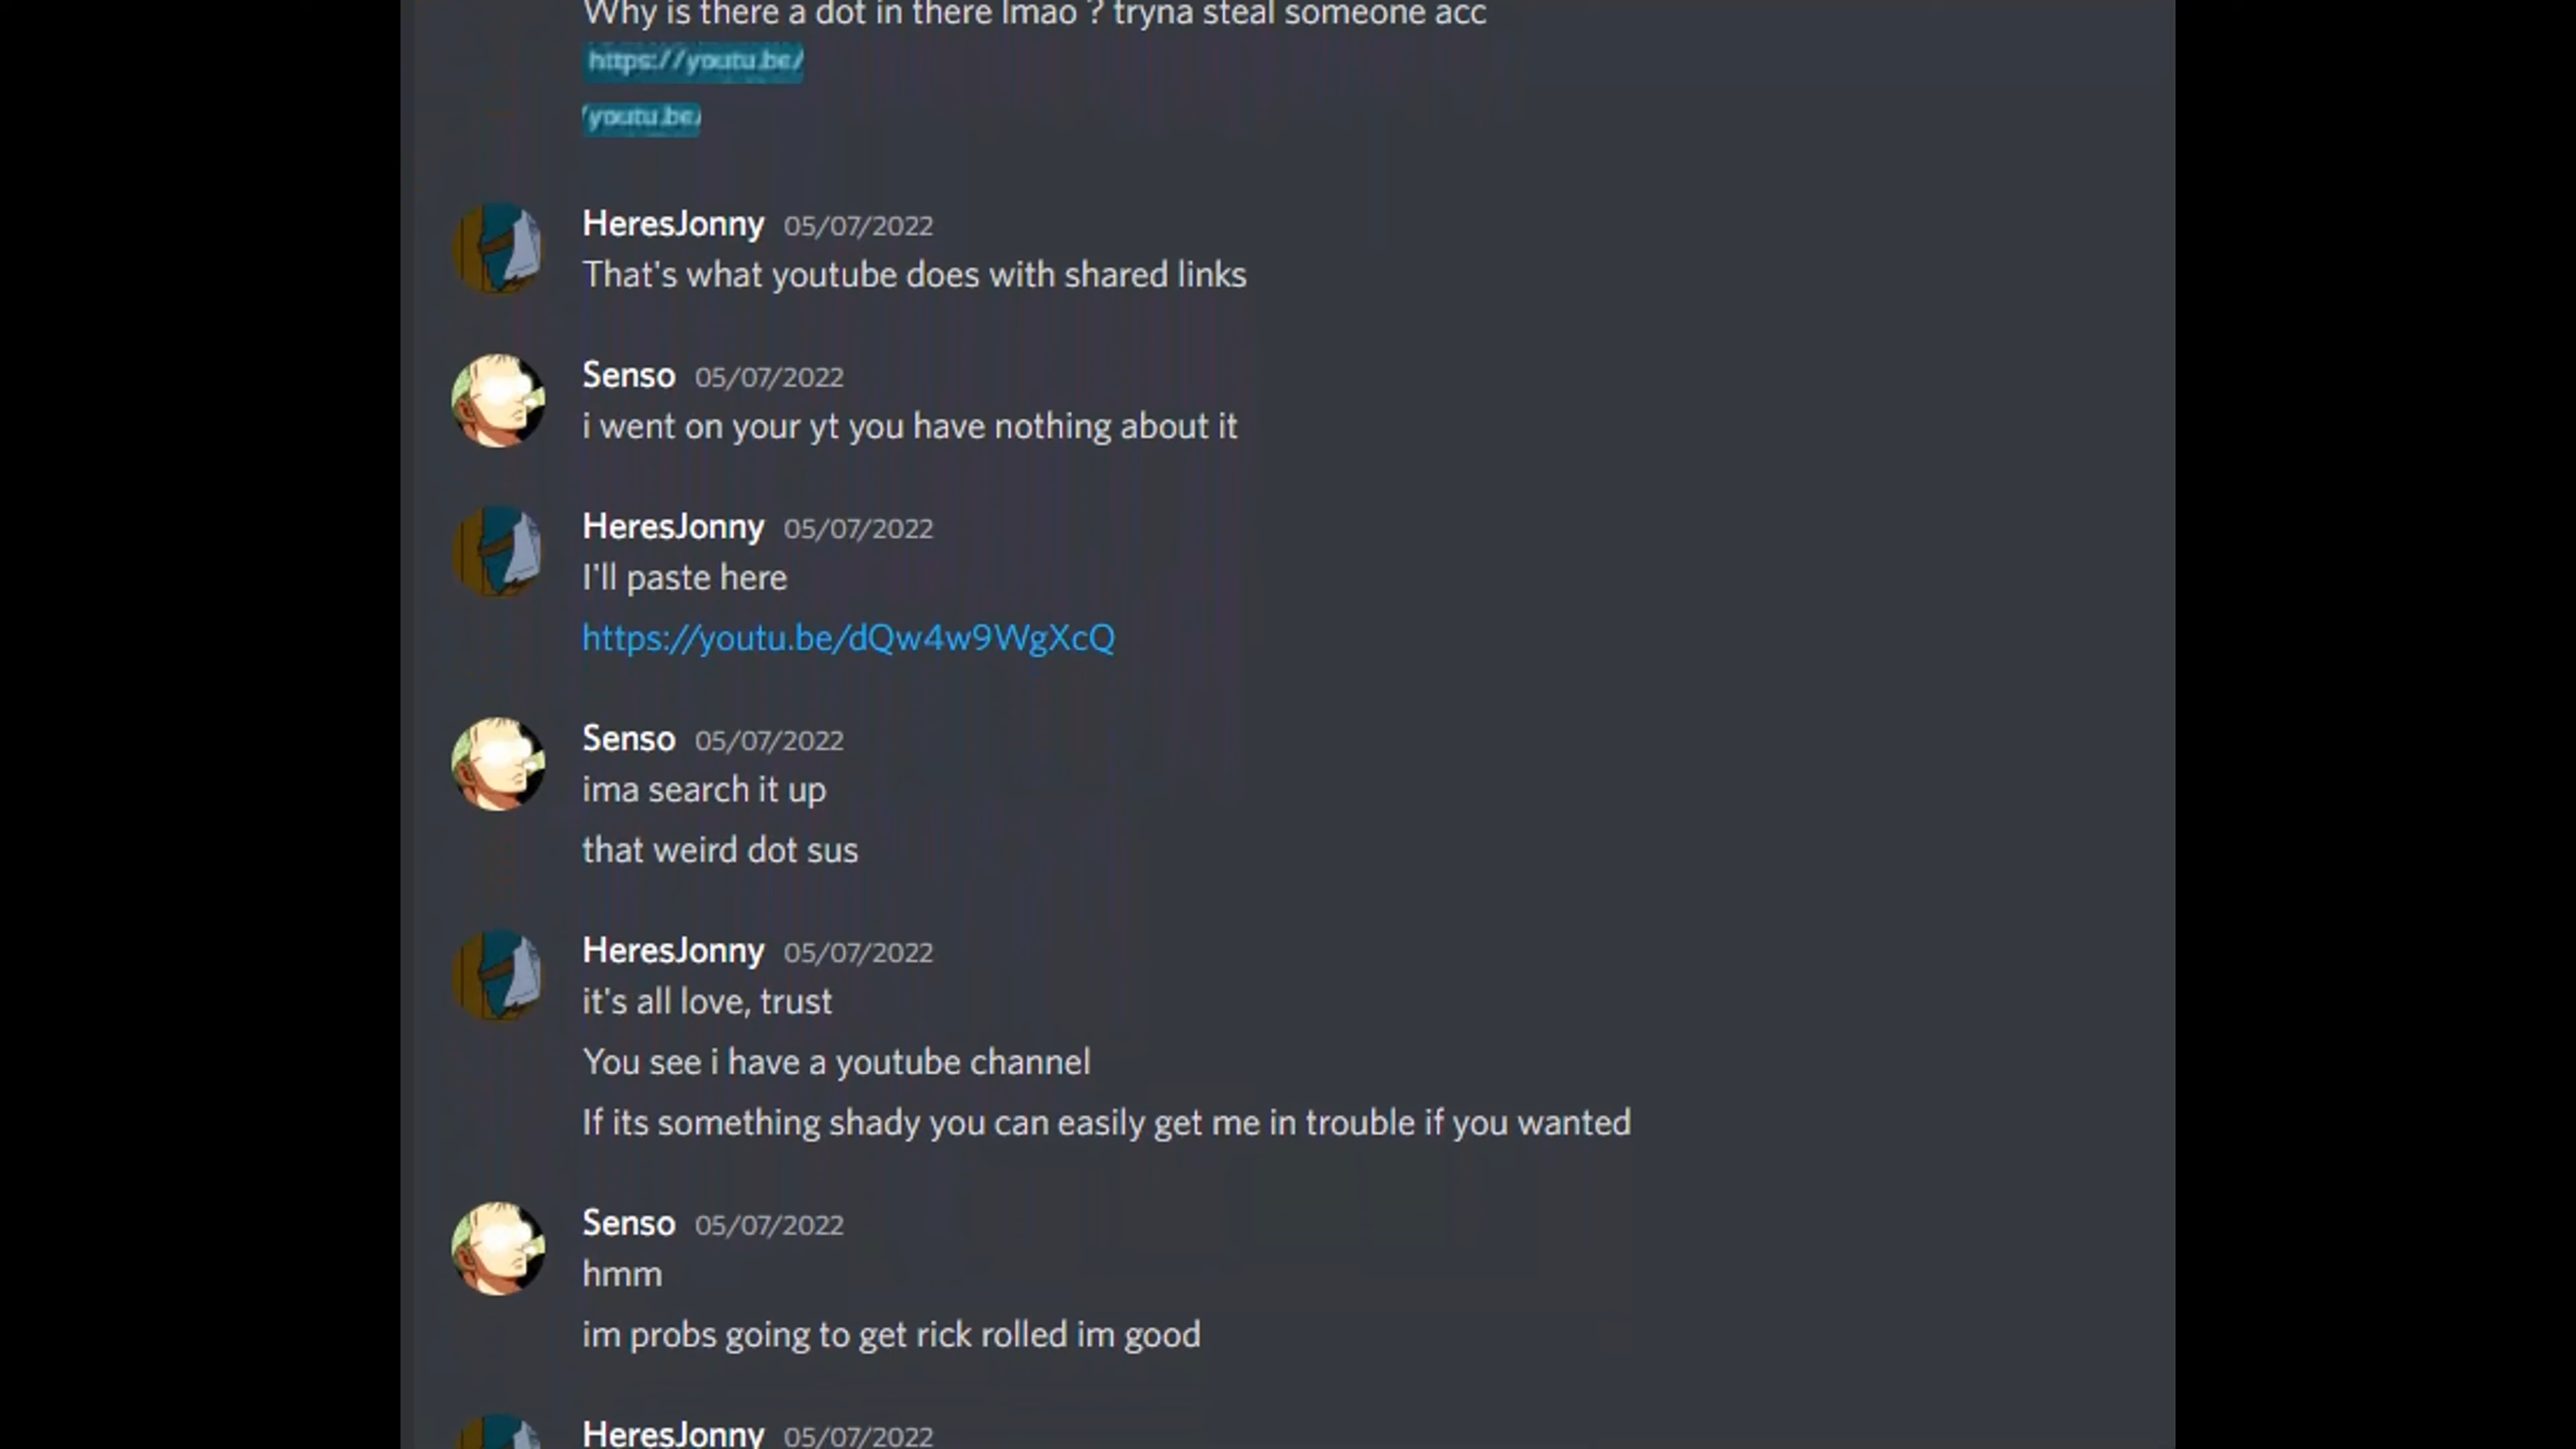 Why is there a dot in there lmao ? tryna steal someone acc
https://youtu.be/
/youtu.be/
HeresJonny 05/07/2022
That's what youtube does with shared links
Senso 05/07/2022
i went on your yt you have nothing about it
HeresJonny 05/07/2022
I'll paste here
https://youtu.be/dQw4w9WgXcQ
Senso 05/07/2022
ima search it up
that weird dot sus
HeresJonny 05/07/2022
it's all love, trust
You see i have a youtube channel
If its something shady you can easily get me in trouble if you wanted
Senso 05/07/2022
hmm
im probs going to get rick rolled im good
HeresJonny 05/07/2022